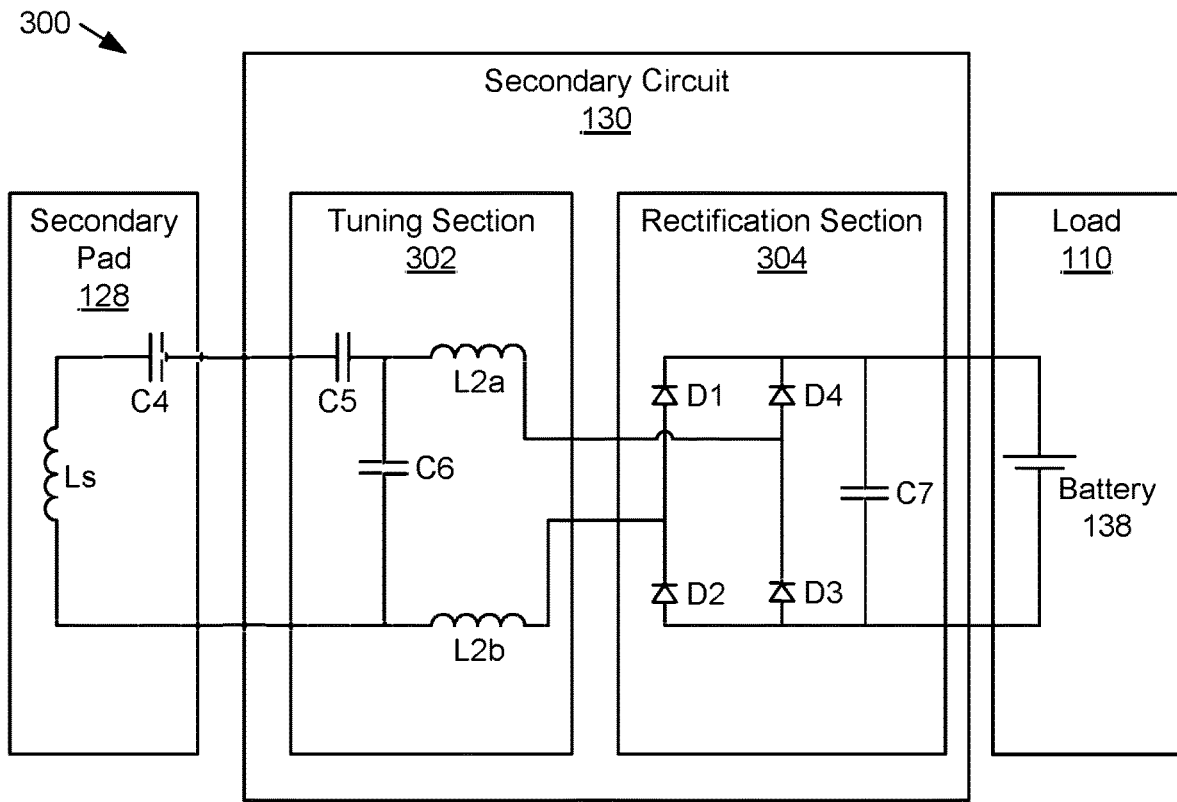 300
Secondary Circuit
130
Secondary
Pad
128
Tuning Section
302
Rectification Section
304
Load
110
C4
C5
L2a
D1
D4
Ls
C6
C7
Battery
138
D2
D3
L2b